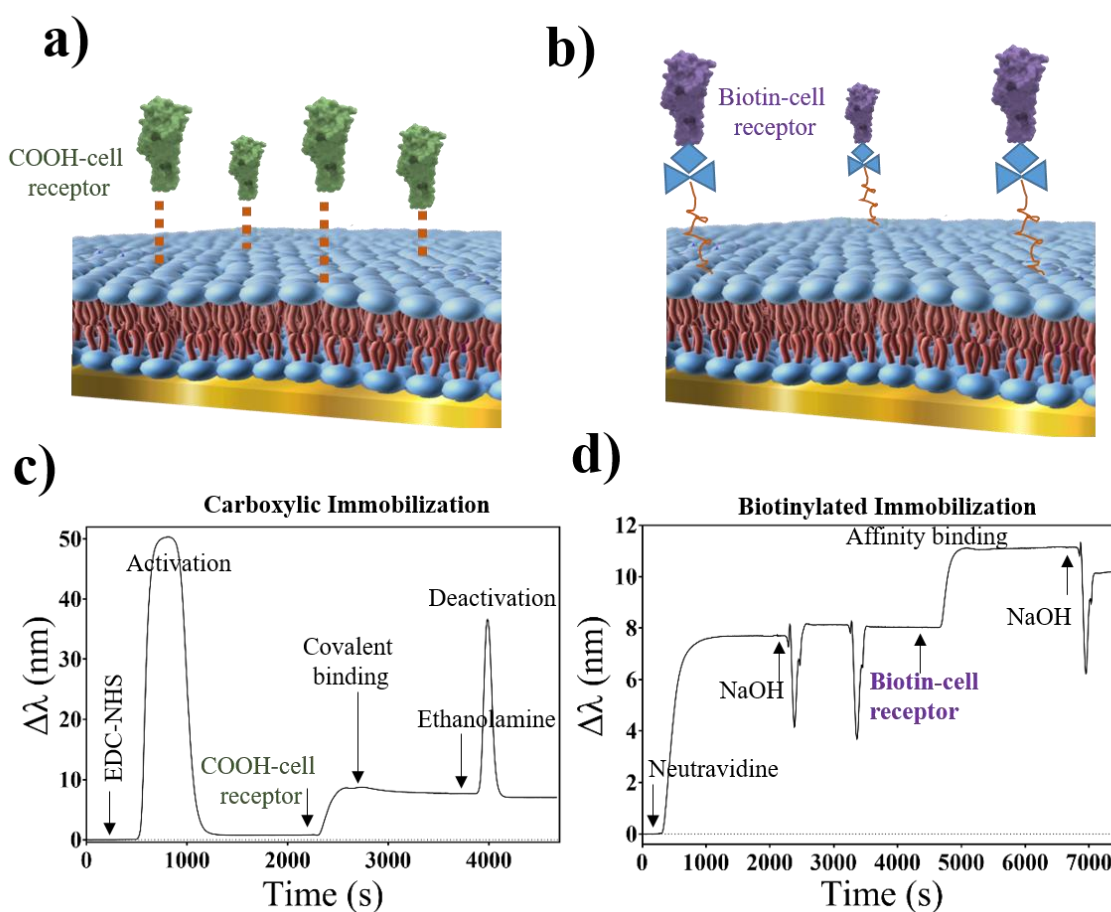 a)
COOH-cell
receptor
b)
Biotin-cell
receptor
c)
Carboxylic Immobilization
50
40
30
20
10
0
Δλ (nm)
0
1000
2000
3000
4000
Time (s)
EDC-NHS
Activation
COOH-cell
receptor
Covalent
binding
Ethanolamine
Deactivation
d)
Biotinylated Immobilization
12
10
8
6
4
2
0
Δλ (nm)
0
1000
2000
3000
4000
5000
6000
7000
Time (s)
Neutravidine
NaOH
Biotin-cell
receptor
Affinity binding
NaOH